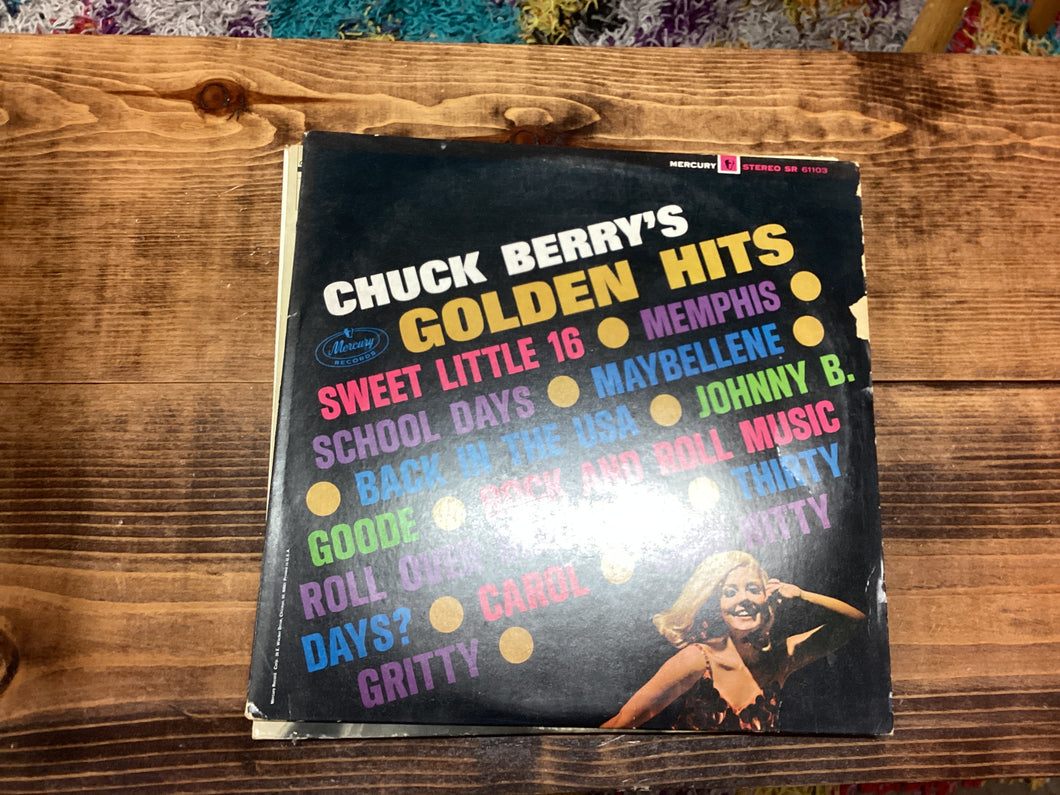 MERCURY STEREO SR 61103
CHUCK BERRY'S
GOLDEN HITS
Mercury
RECORDS
SWEET LITTLE 16 MEMPHIS
SCHOOL DAYS MAYBELLENE
BACK IN THE USA JOHNNY B.
GOODE ROCK AND ROLL MUSIC
ROLL OVER THIRTY
DAYS? CAROL NITTY
GRITTY